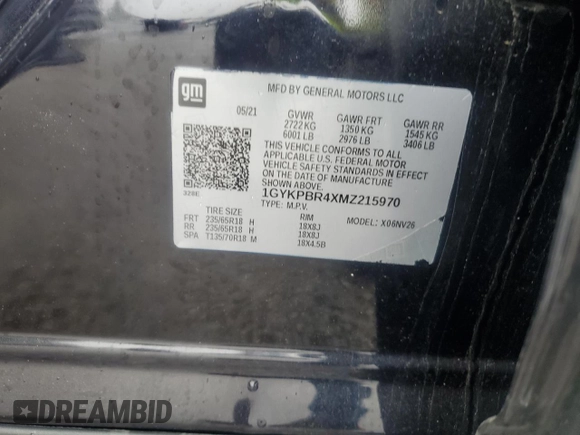 gm
MFD BY GENERAL MOTORS LLC
05/21 GVWR GAWR FRT GAWR RR
2722 KG 1350 KG 1545 KG
6001 LB 2976 LB 3406 LB
THIS VEHICLE CONFORMS TO ALL
APPLICABLE U.S. FEDERAL MOTOR
VEHICLE SAFETY STANDARDS IN EFFECT
ON THE DATE OF MANUFACTURE
SHOWN ABOVE.
1GYKPBR4XMZ215970
328E
TYPE: M.P.V. MODEL: X06NV26
TIRE SIZE RIM
FRT 235/65R18 H 18X8J
RR 235/65R18 H 18X8J
SPA T135/70R18 M 18X4.5B
DREAMBID